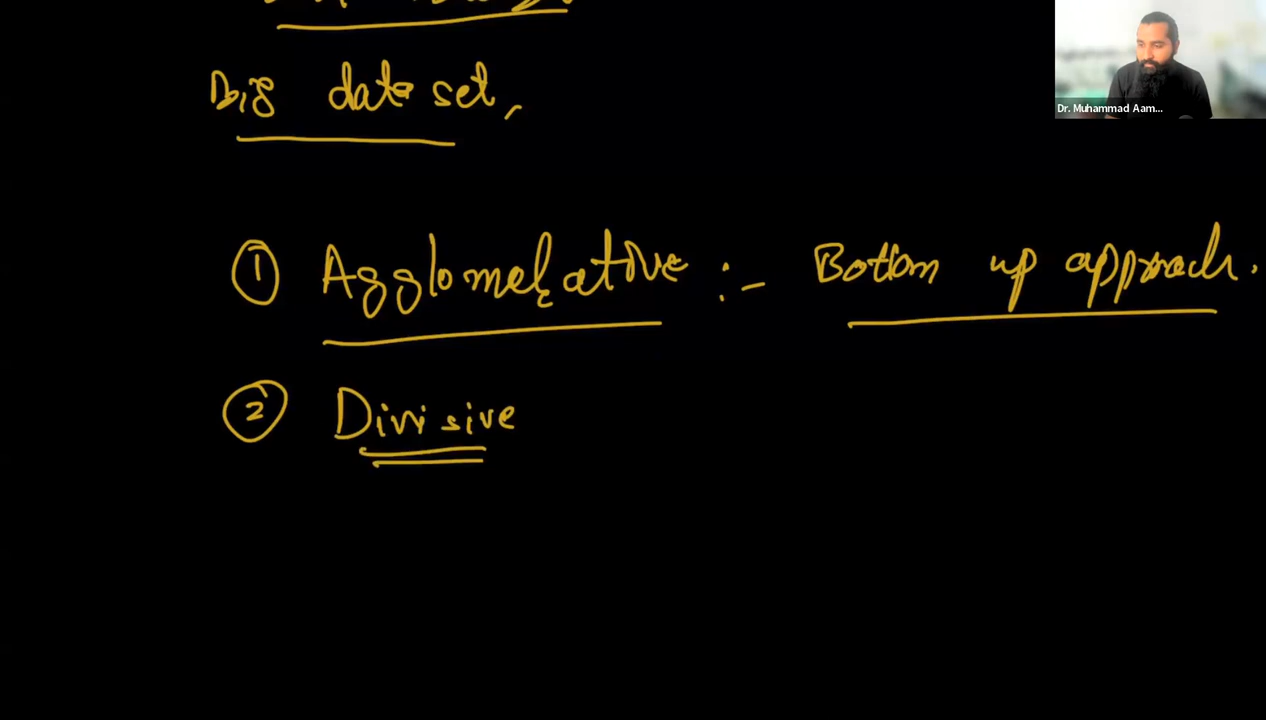 Big data set,
Dr. Muhammad Aam...
① Agglomerative :- Bottom up approach.
② Divisive